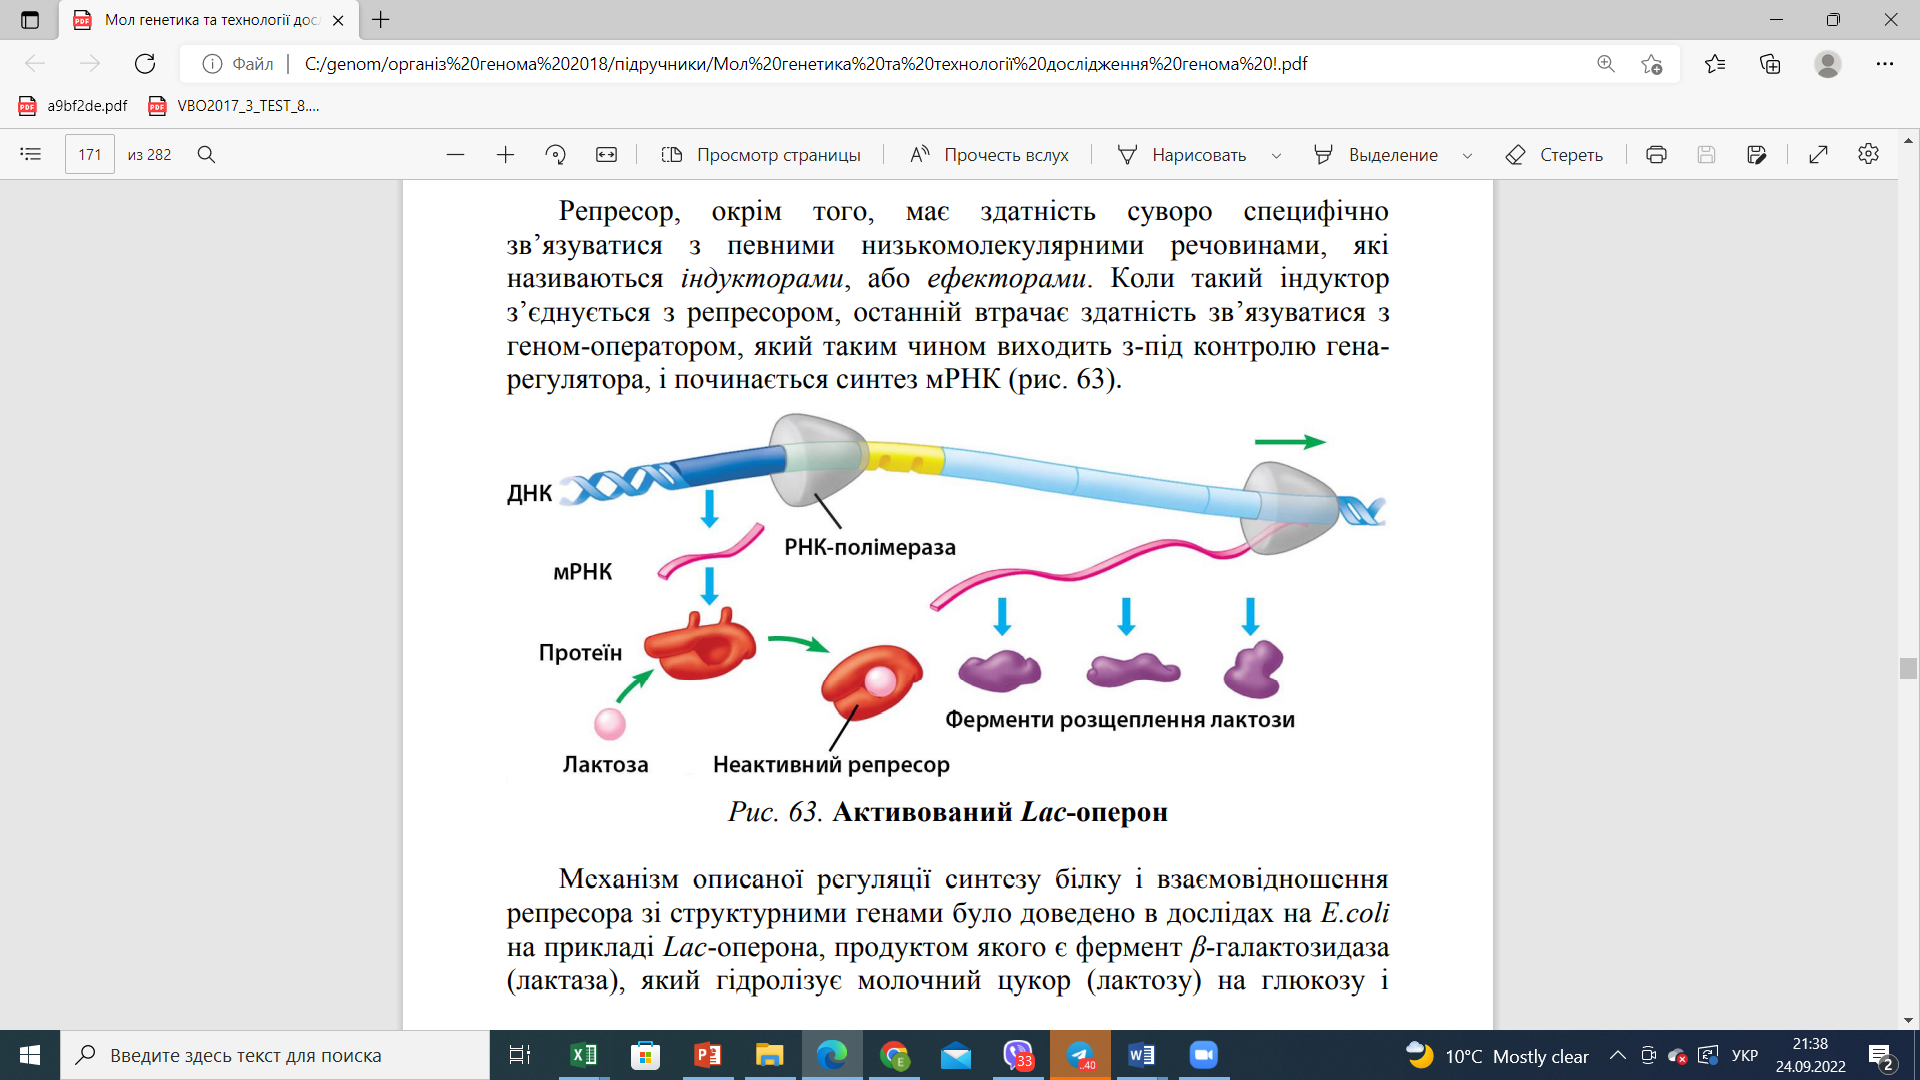 Мол генетика та технології дос
Файл
C:/genom/організ%20генома%202018/підручники/Мол%20генетика%20та%20технології%20дослідження%20генома%20!.pdf
a9bf2de.pdf
VBO2017_3_TEST_8....
171 из 282
Просмотр страницы
Прочесть вслух
Нарисовать
Выделение
Стереть
Репресор, окрім того, має здатність суворо специфічно
зв’язуватися з певними низькомолекулярними речовинами, які
називаються індукторами, або ефекторами. Коли такий індуктор
з’єднується з репресором, останній втрачає здатність зв’язуватися з
геном-оператором, який таким чином виходить з-під контролю гена-
регулятора, і починається синтез мРНК (рис. 63).
ДНК
РНК-полімераза
мРНК
Протеїн
Ферменти розщеплення лактози
Лактоза
Неактивний репресор
Рис. 63. Активований Lac-оперон
Механізм описаної регуляції синтезу білку і взаємовідношення
репресора зі структурними генами було доведено в дослідах на E.coli
на прикладі Lac-оперона, продуктом якого є фермент β-галактозидаза
(лактаза), який гідролізує молочний цукор (лактозу) на глюкозу і
Введите здесь текст для поиска
33
..40
10°C Mostly clear
УКР
21:38
24.09.2022
2